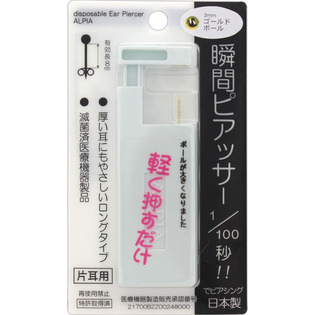 disposable Ear Piercer
ALPIA
3mm
ゴールド
ボール
有効長8mm
瞬間ピアッサー
1/100秒!!
でピアシング
日本製
●厚い耳にもやさしいロングタイプ
●滅菌済医療機器製品
ボールが大きくなりました
軽く押すだけ
片耳用
再使用禁止
特許取得済
医療機器製造販売承認番号
21700BZZ00248000